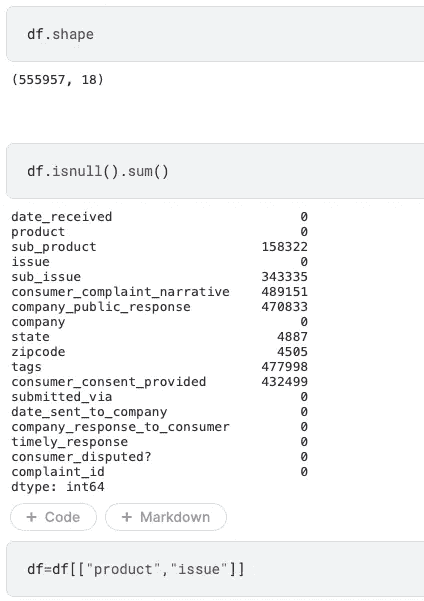 df.shape
(555957, 18)
df.isnull().sum()
date_received 0
product 0
sub_product 158322
issue 0
sub_issue 343335
consumer_complaint_narrative 489151
company_public_response 470833
company 0
state 4887
zipcode 4505
tags 477998
consumer_consent_provided 432499
submitted_via 0
date_sent_to_company 0
company_response_to_consumer 0
timely_response 0
consumer_disputed? 0
complaint_id 0
dtype: int64
+ Code + Markdown
df=df[["product","issue"]]